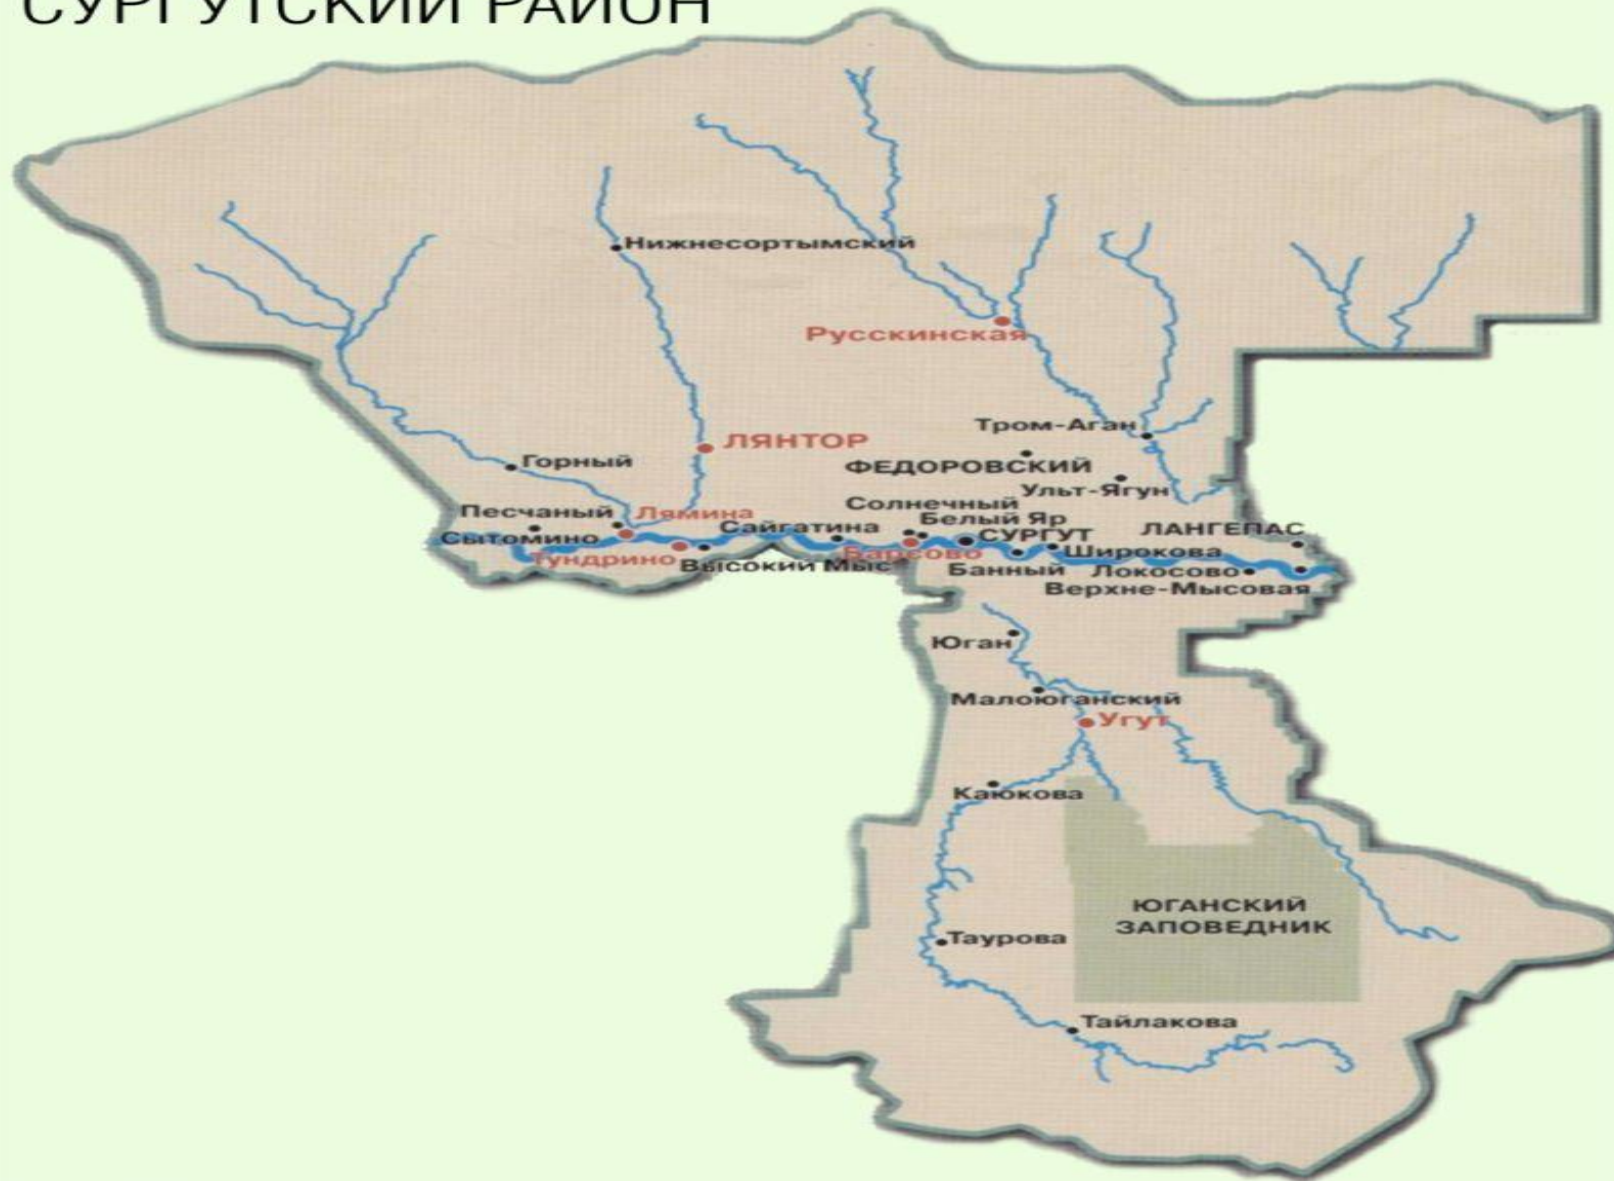 СУРГУТСКИЙ РАЙОН
Нижнесортымский
Русскинская
Тром-Аган
ЛЯНТОР
Горный
ФЕДОРОВСКИЙ
Ульт-Ягун
Солнечный
Песчаный
Лямина
Белый Яр
Сайгатина
ЛАНГЕПАС
СУРГУТ
Сытомино
Барсово
Широкова
Тундрино
Высокий Мыс
Банный
Локосово
Верхне-Мысовая
Юган
Малоюганский
Угут
Каюкова
ЮГАНСКИЙ
ЗАПОВЕДНИК
Таурова
Тайлакова